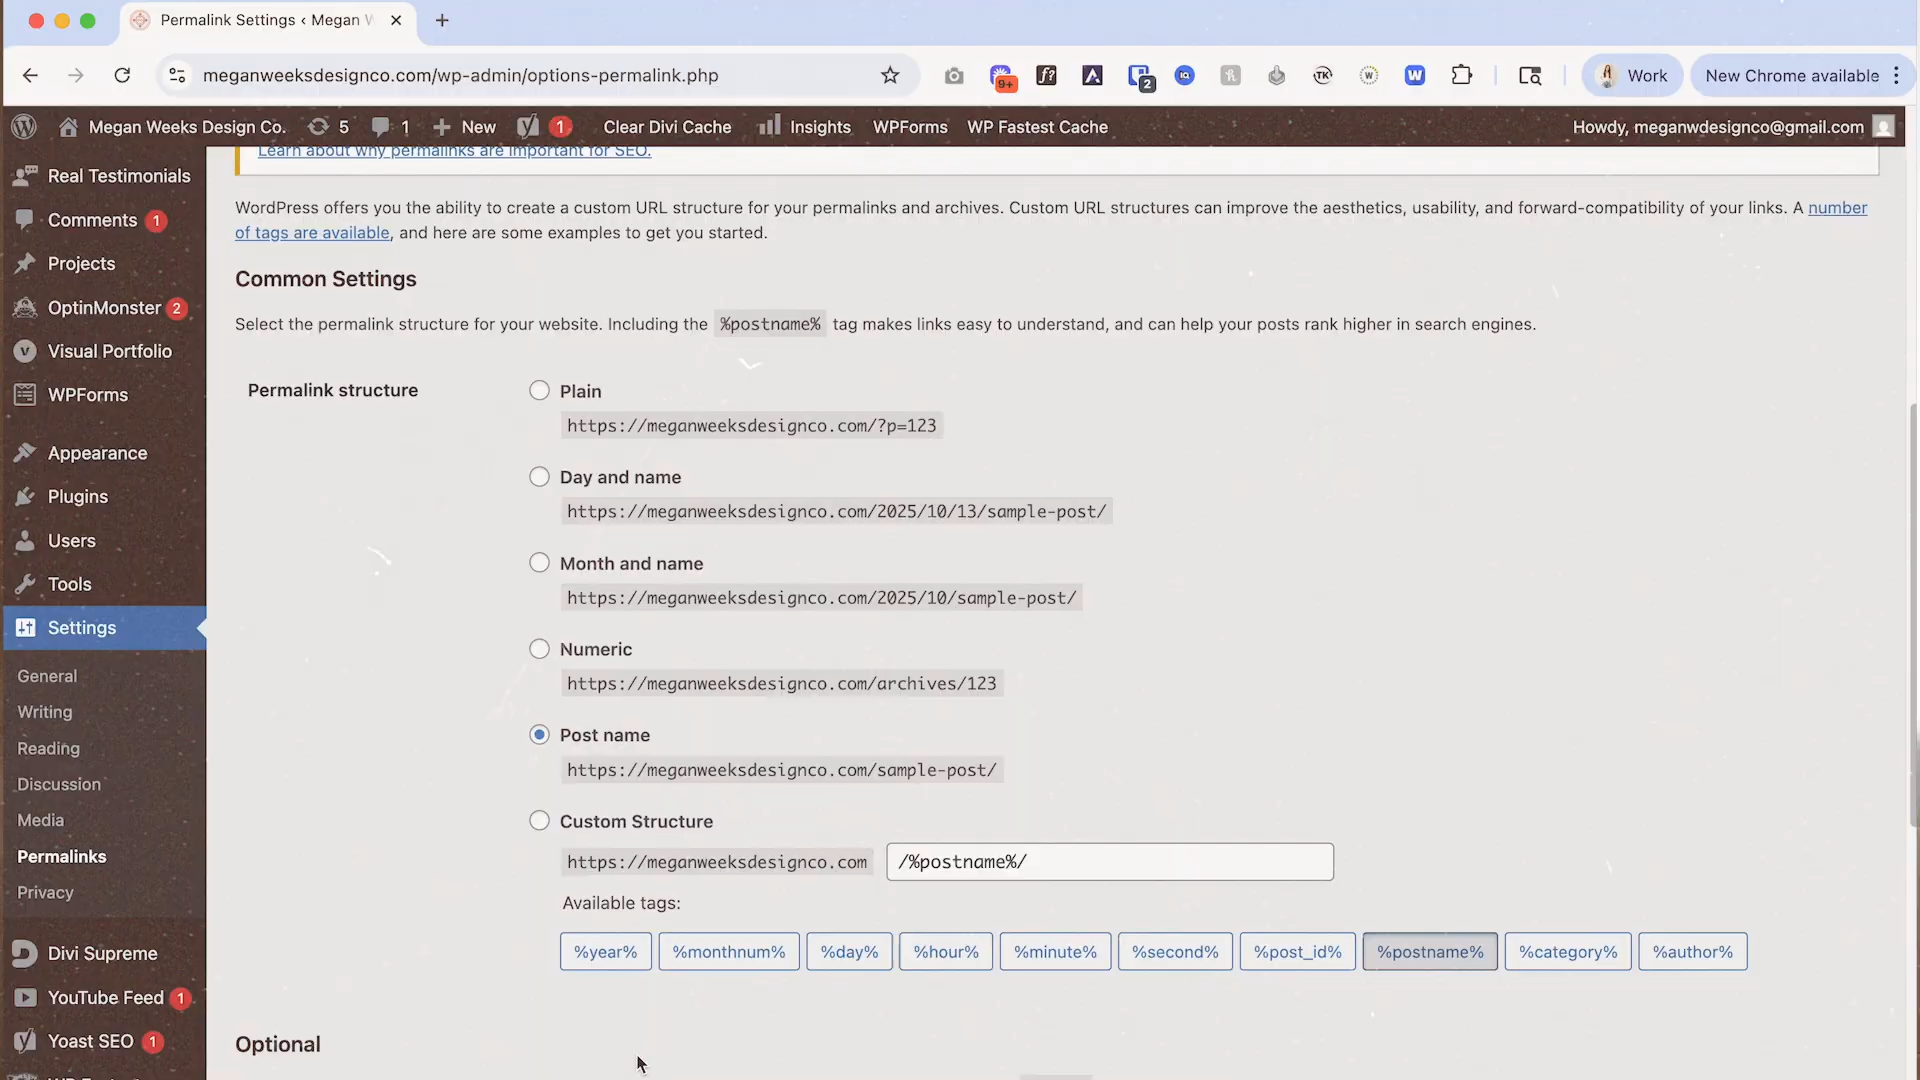 Permalink Settings ‹ Megan W
meganweeksdesignco.com/wp-admin/options-permalink.php
9+
f?
2
IQ
TK
W
W
Work
New Chrome available
Megan Weeks Design Co.
5
1
New
1
Clear Divi Cache
Insights
WPForms
WP Fastest Cache
Howdy, meganwdesignco@gmail.com
Real Testimonials
Comments 1
Projects
OptinMonster 2
Visual Portfolio
WPForms
Appearance
Plugins
Users
Tools
Settings
General
Writing
Reading
Discussion
Media
Permalinks
Privacy
Divi Supreme
YouTube Feed 1
Yoast SEO 1
Learn about why permalinks are important for SEO.
WordPress offers you the ability to create a custom URL structure for your permalinks and archives. Custom URL structures can improve the aesthetics, usability, and forward-compatibility of your links. A number
of tags are available, and here are some examples to get you started.
Common Settings
Select the permalink structure for your website. Including the %postname% tag makes links easy to understand, and can help your posts rank higher in search engines.
Permalink structure
Plain
https://meganweeksdesignco.com/?p=123
Day and name
https://meganweeksdesignco.com/2025/10/13/sample-post/
Month and name
https://meganweeksdesignco.com/2025/10/sample-post/
Numeric
https://meganweeksdesignco.com/archives/123
Post name
https://meganweeksdesignco.com/sample-post/
Custom Structure
https://meganweeksdesignco.com /%postname%/
Available tags:
%year% %monthnum% %day% %hour% %minute% %second% %post_id% %postname% %category% %author%
Optional